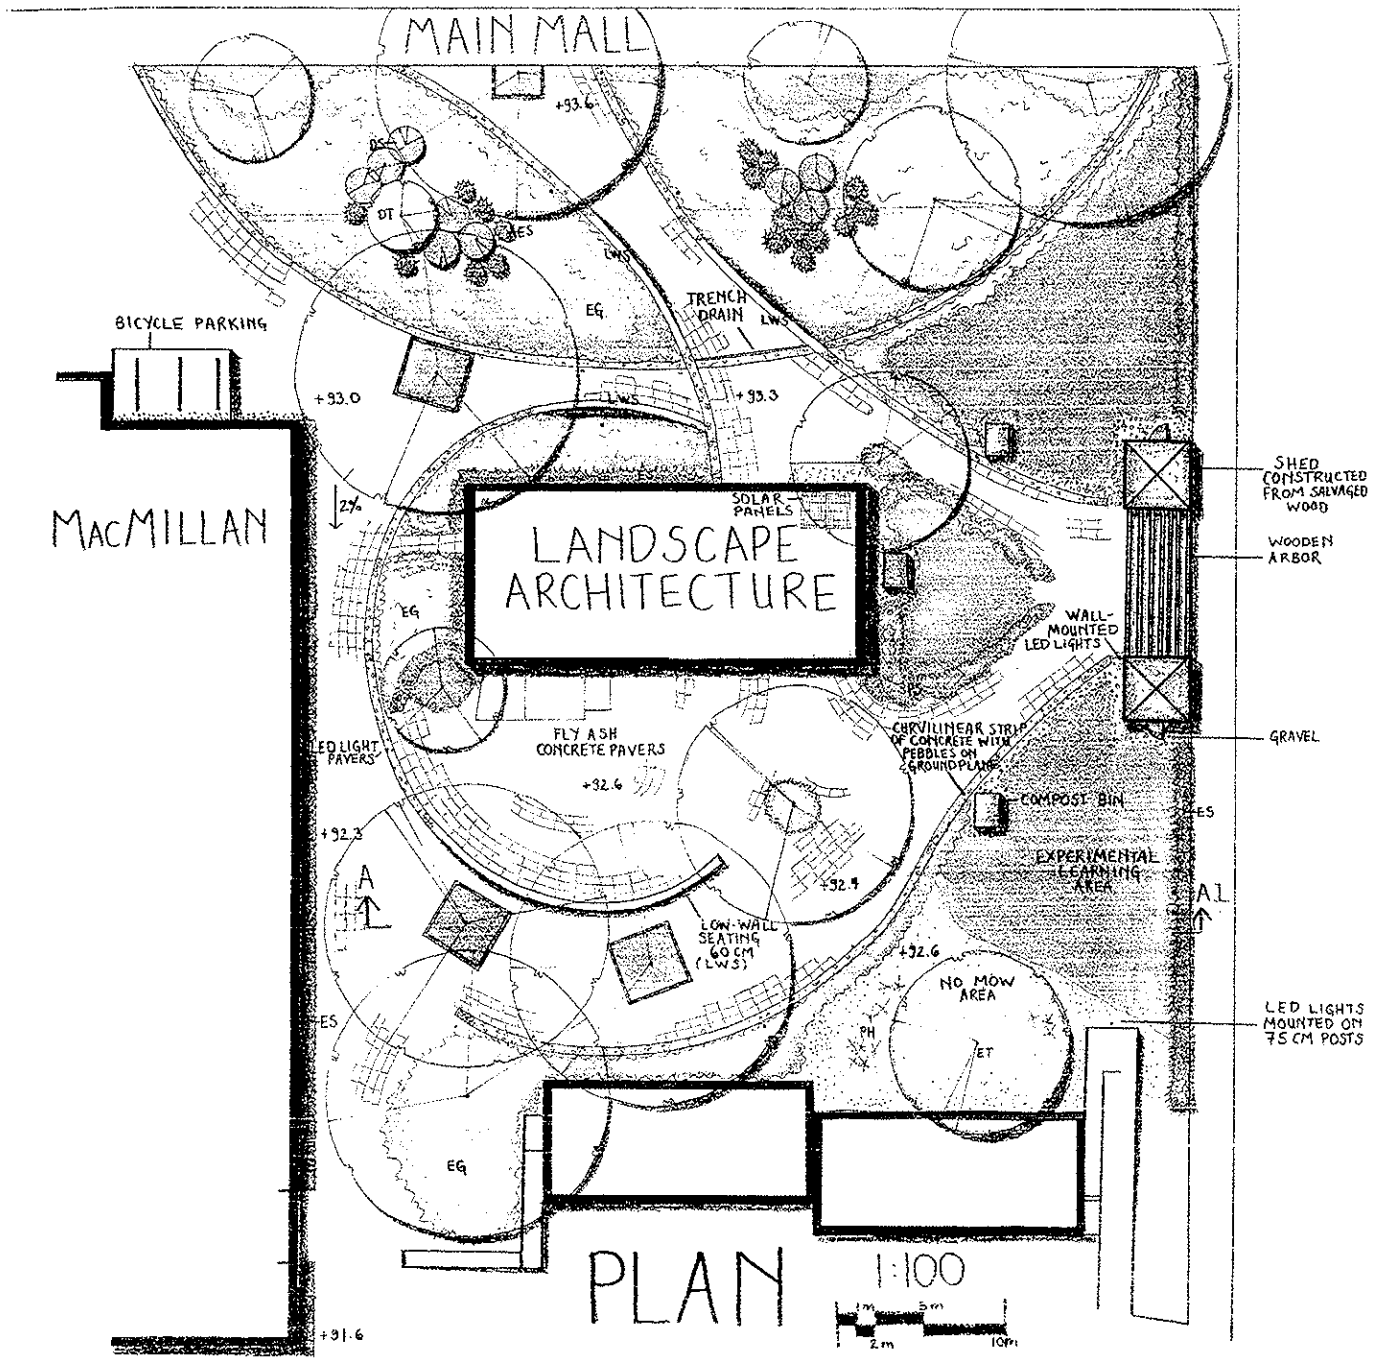 MAIN MALL
+93.6
DS
DT
ES
LWS
EG
TRENCH
DRAIN
LWS
BICYCLE PARKING
+93.0
LWS
+93.3
SHED
CONSTRUCTED
FROM SALVAGED
WOOD
2%
SOLAR
PANELS
MACMILLAN
LANDSCAPE
ARCHITECTURE
WOODEN
ARBOR
EG
WALL-
MOUNTED
LED LIGHTS
FLY ASH
CONCRETE PAVERS
LED LIGHT
PAVERS
CURVILINEAR STRIP
OF CONCRETE WITH
PEBBLES ON
GROUNDPLANE
GRAVEL
+92.6
COMPOST BIN
ES
+92.3
EXPERIMENTAL
LEARNING
AREA
A
+92.4
A1
LOW-WALL
SEATING
60 CM
(LWS)
+92.6
NO MOW
AREA
ES
PH
ET
LED LIGHTS
MOUNTED ON
75 CM POSTS
EG
PLAN
1:100
1m
5m
2m
10m
+91.6